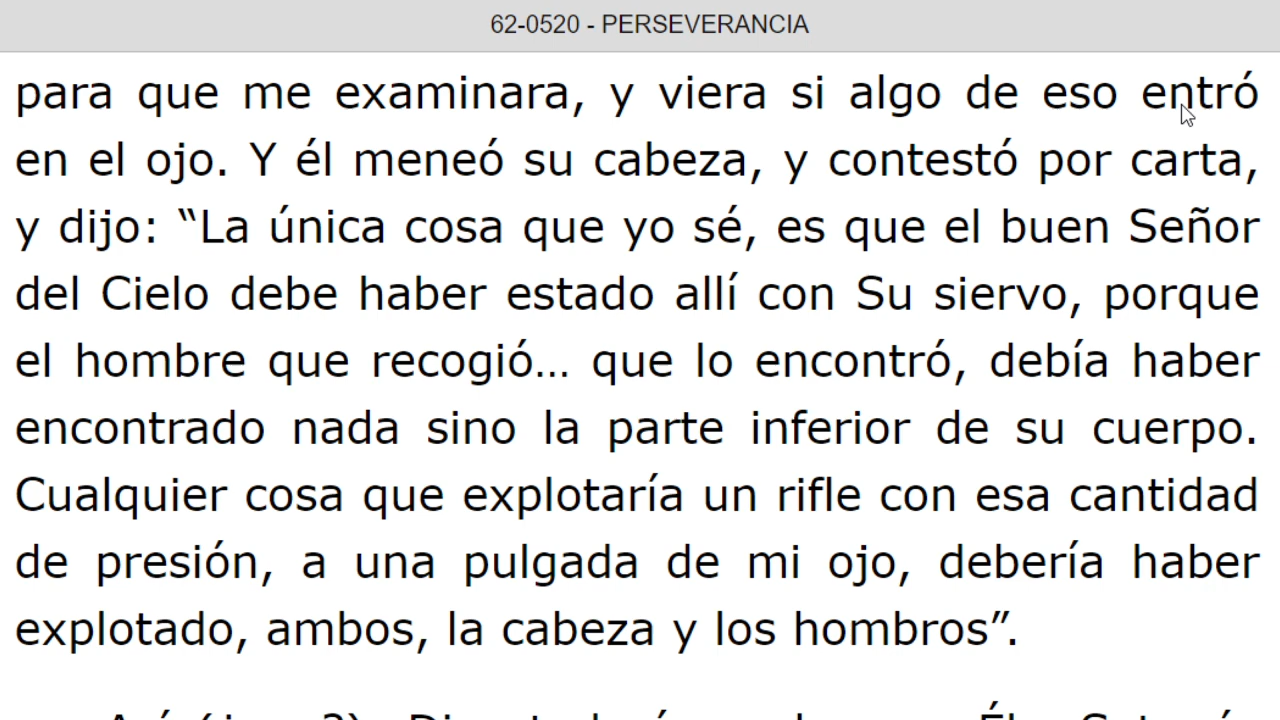 62-0520 - PERSEVERANCIA
para que me examinara, y viera si algo de eso entró
en el ojo. Y él meneó su cabeza, y contestó por carta,
y dijo: “La única cosa que yo sé, es que el buen Señor
del Cielo debe haber estado allí con Su siervo, porque
el hombre que recogió… que lo encontró, debía haber
encontrado nada sino la parte inferior de su cuerpo.
Cualquier cosa que explotaría un rifle con esa cantidad
de presión, a una pulgada de mi ojo, debería haber
explotado, ambos, la cabeza y los hombros”.